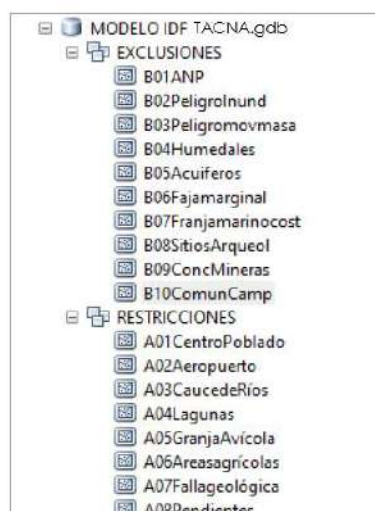 MODELO IDF TACNA.gdb
EXCLUSIONES
B01ANP
B02PeligroInund
B03Peligromovmasa
B04Humedales
B05Acuiferos
B06Fajamarginal
B07Franjamarinocost
B08SitiosArqueol
B09ConcMineras
B10ComunCamp
RESTRICCIONES
A01CentroPoblado
A02Aeropuerto
A03CaucedeRíos
A04Lagunas
A05GranjaAvícola
A06Areasagrícolas
A07Fallageológica
A08Pendientes